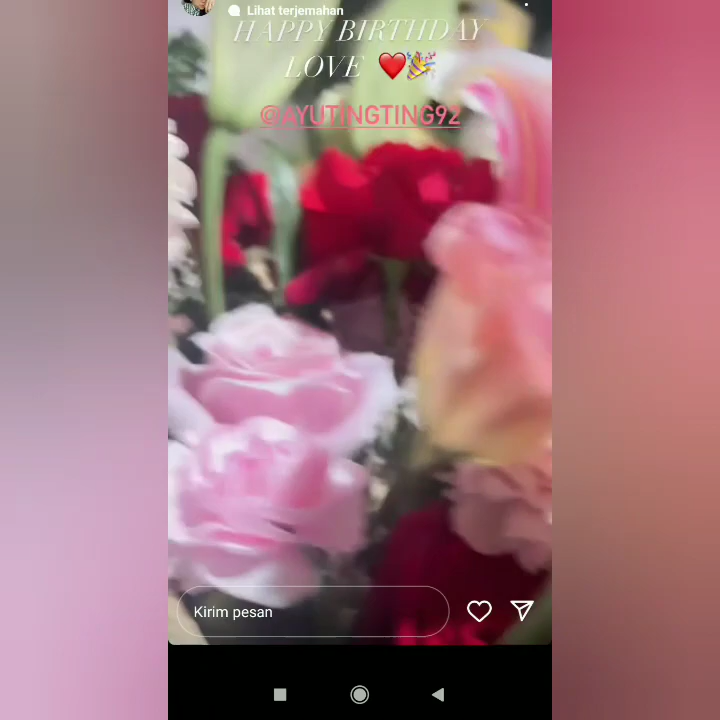 Lihat terjemahan
HAPPY BIRTHDAY
LOVE ❤️🎉
@AYUTINGTING92
Kirim pesan